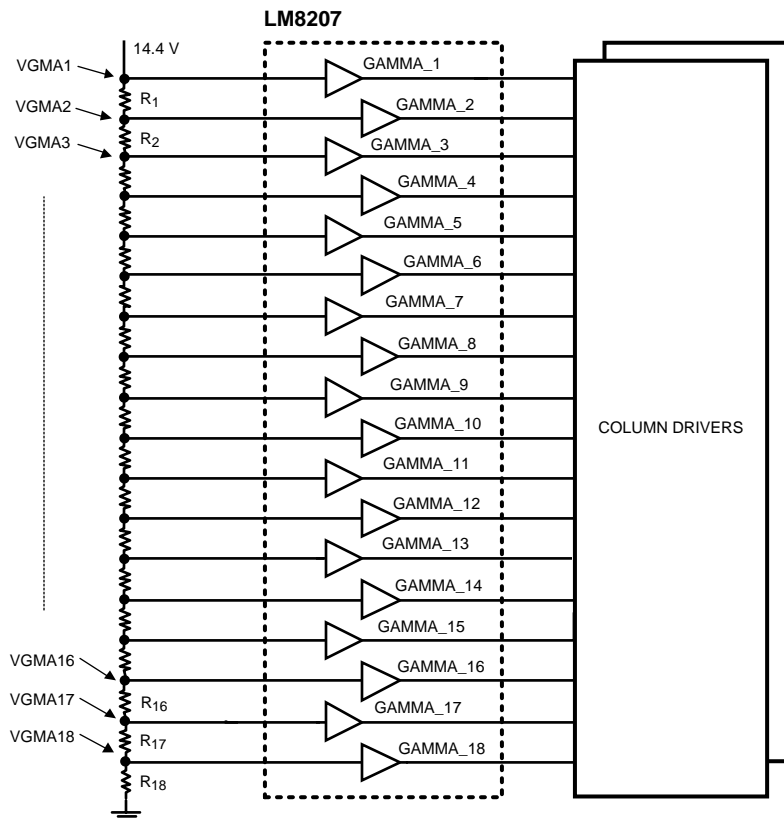 LM8207
14.4 V
VGMA1
GAMMA_1
R1
VGMA2
GAMMA_2
R2
VGMA3
GAMMA_3
GAMMA_4
GAMMA_5
GAMMA_6
GAMMA_7
GAMMA_8
GAMMA_9
GAMMA_10
COLUMN DRIVERS
GAMMA_11
GAMMA_12
GAMMA_13
GAMMA_14
GAMMA_15
VGMA16
GAMMA_16
R16
VGMA17
GAMMA_17
VGMA18
R17
GAMMA_18
R18